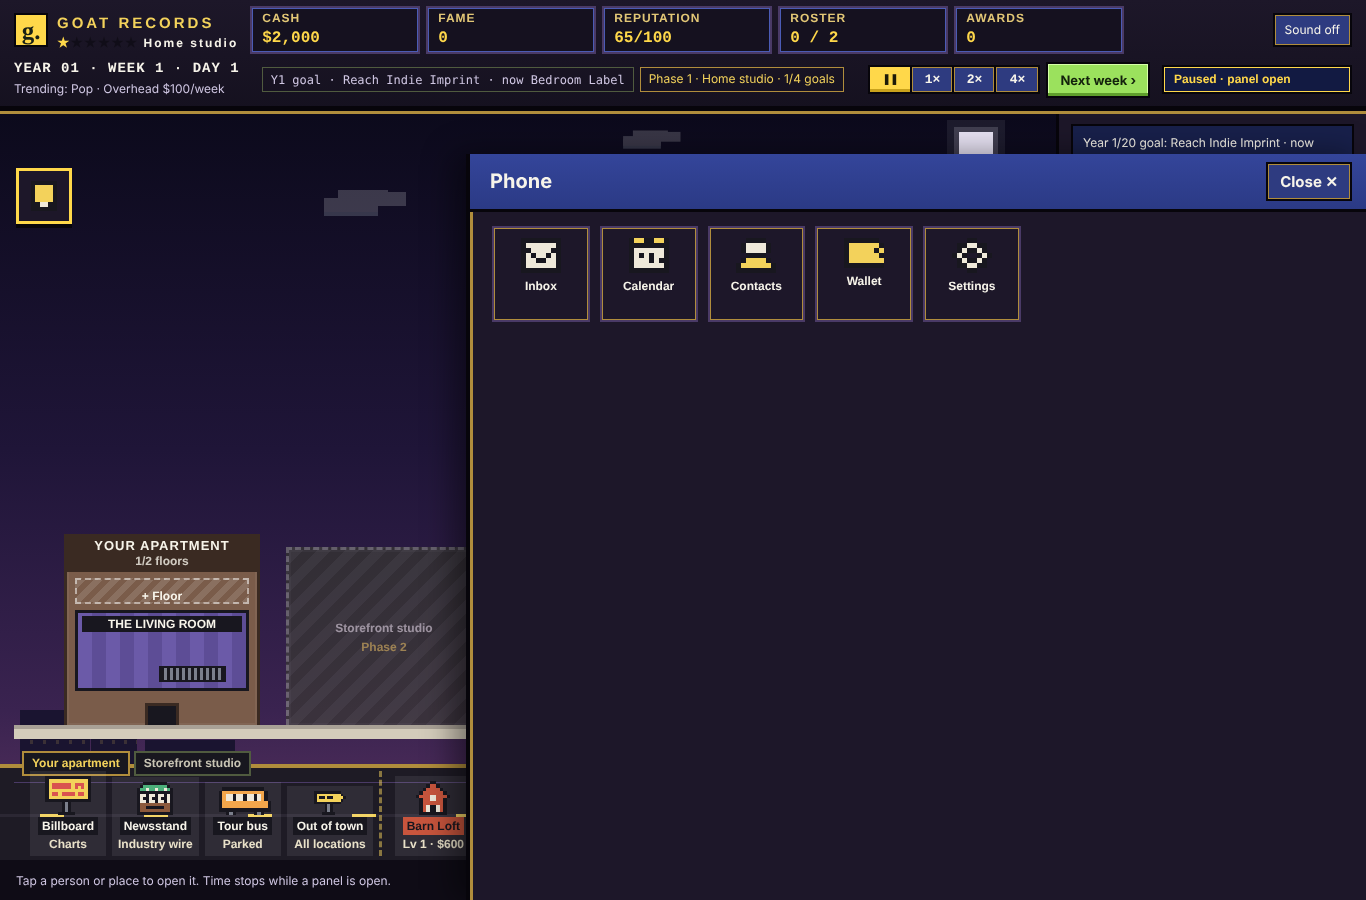 g.
GOAT RECORDS
Home studio
CASH
$2,000
FAME
0
REPUTATION
65/100
ROSTER
0 / 2
AWARDS
0
Sound off
YEAR 01 · WEEK 1 · DAY 1
Trending: Pop · Overhead $100/week
Y1 goal · Reach Indie Imprint · now Bedroom Label
Phase 1 · Home studio · 1/4 goals
1×
2×
4×
Next week ›
Paused · panel open
Year 1/20 goal: Reach Indie Imprint · now
Phone
Close ✕
Inbox
Calendar
Contacts
Wallet
Settings
YOUR APARTMENT
1/2 floors
+ Floor
THE LIVING ROOM
Storefront studio
Phase 2
Your apartment
Storefront studio
Billboard
Charts
Newsstand
Industry wire
Tour bus
Parked
Out of town
All locations
Barn Loft
Lv 1 · $600
Tap a person or place to open it. Time stops while a panel is open.